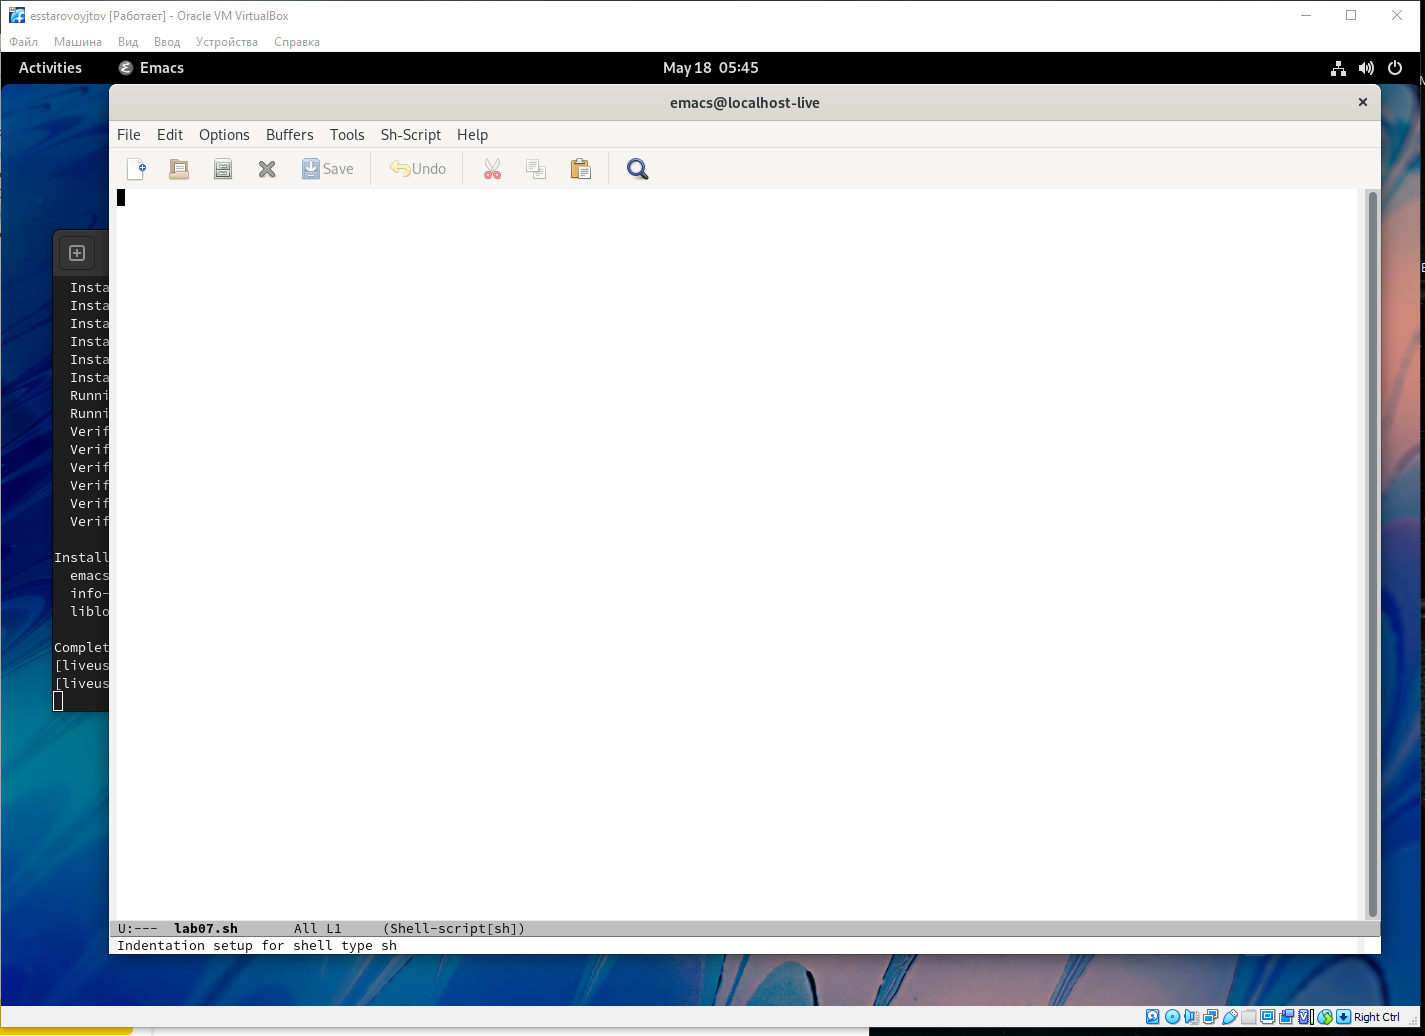 esstarovoyjtov [Работает] - Oracle VM VirtualBox
Файл Машина Вид Ввод Устройства Справка
Activities Emacs May 18 05:45
emacs@localhost-live
File Edit Options Buffers Tools Sh-Script Help
Save Undo
Insta
Insta
Insta
Insta
Insta
Insta
Runni
Runni
Verif
Verif
Verif
Verif
Verif
Verif
Install
emacs
info-
liblo
Complet
[liveus
[liveus
U:--- lab07.sh All L1 (Shell-script[sh])
Indentation setup for shell type sh
Right Ctrl